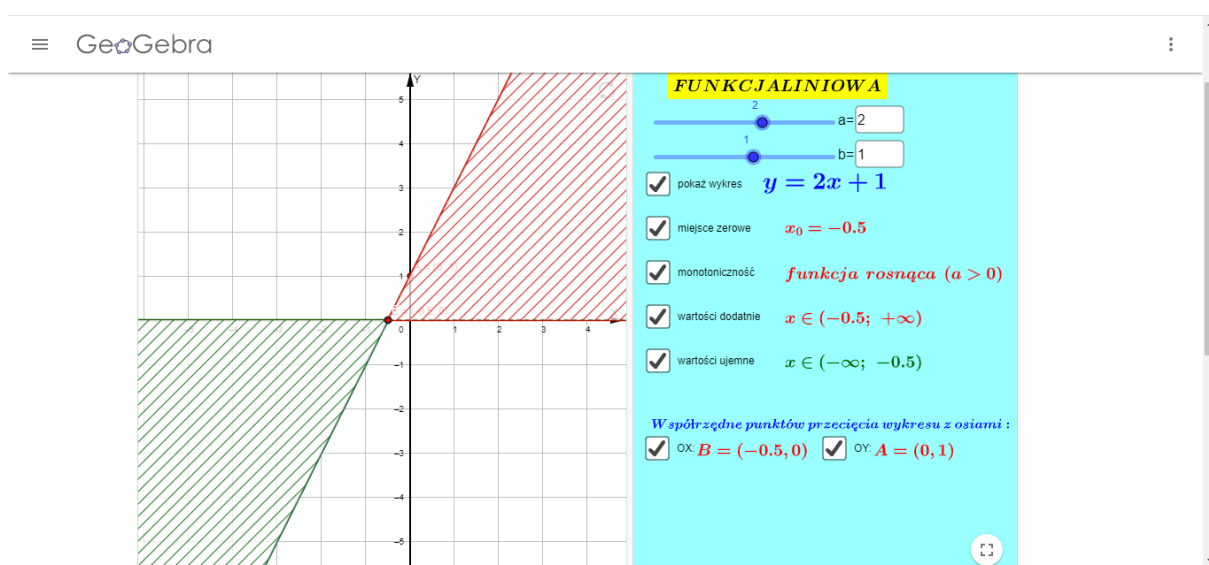 GeoGebra
FUNKCJALINIOWA
2
a=2
1
b=1
pokaż wykres y = 2x + 1
miejsce zerowe x₀ = −0.5
monotoniczność funkcja rosnąca (a > 0)
wartości dodatnie x ∈ (−0.5; +∞)
wartości ujemne x ∈ (−∞; −0.5)
Współrzędne punktów przecięcia wykresu z osiami :
OX: B = (−0.5, 0) OY: A = (0, 1)
Y
5
4
3
2
1
0 1 2 3 4
−1
−2
−3
−4
−5